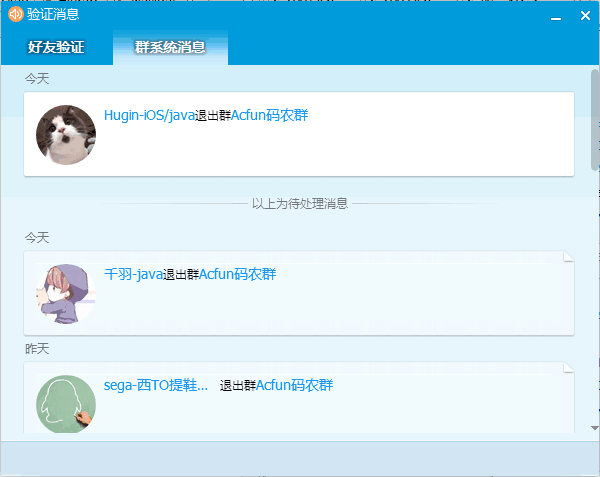 验证消息
好友验证 群系统消息
今天
Hugin-iOS/java退出群Acfun码农群
以上为待处理消息
今天
千羽-java退出群Acfun码农群
昨天
sega-西TO提鞋... 退出群Acfun码农群